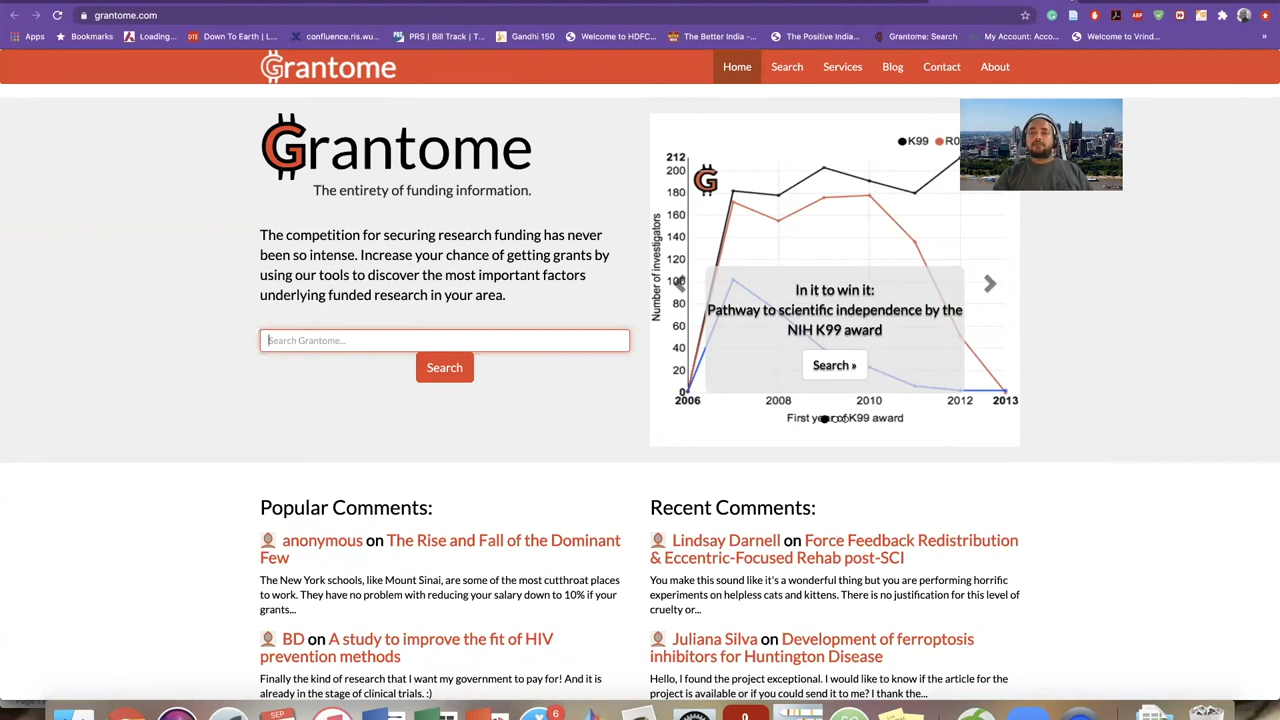 grantome.com
Apps
Bookmarks
Loading...
Down To Earth | L...
confluence.ris.wu...
PRS | Bill Track | T...
Gandhi 150
Welcome to HDFC...
The Better India -...
The Positive India...
Grantome: Search
My Account: Acco...
Welcome to Vrind...
»
Grantome
Home
Search
Services
Blog
Contact
About
Grantome
The entirety of funding information.
The competition for securing research funding has never
been so intense. Increase your chance of getting grants by
using our tools to discover the most important factors
underlying funded research in your area.
Search Grantome...
Search
K99
R0
Number of investigators
212
200
180
160
140
120
100
80
60
40
20
0
In it to win it:
Pathway to scientific independence by the
NIH K99 award
Search »
2006
2008
2010
2012
2013
First year of K99 award
Popular Comments:
anonymous on The Rise and Fall of the Dominant
Few
The New York schools, like Mount Sinai, are some of the most cutthroat places
to work. They have no problem with reducing your salary down to 10% if your
grants...
BD on A study to improve the fit of HIV
prevention methods
Finally the kind of research that I want my government to pay for! And it is
already in the stage of clinical trials. :)
Recent Comments:
Lindsay Darnell on Force Feedback Redistribution
& Eccentric-Focused Rehab post-SCI
You make this sound like it's a wonderful thing but you are performing horrific
experiments on helpless cats and kittens. There is no justification for this level of
cruelty or...
Juliana Silva on Development of ferroptosis
inhibitors for Huntington Disease
Hello, I found the project exceptional. I would like to know if the article for the
project is available or if you could send it to me? I thank the...
SEP
6
0